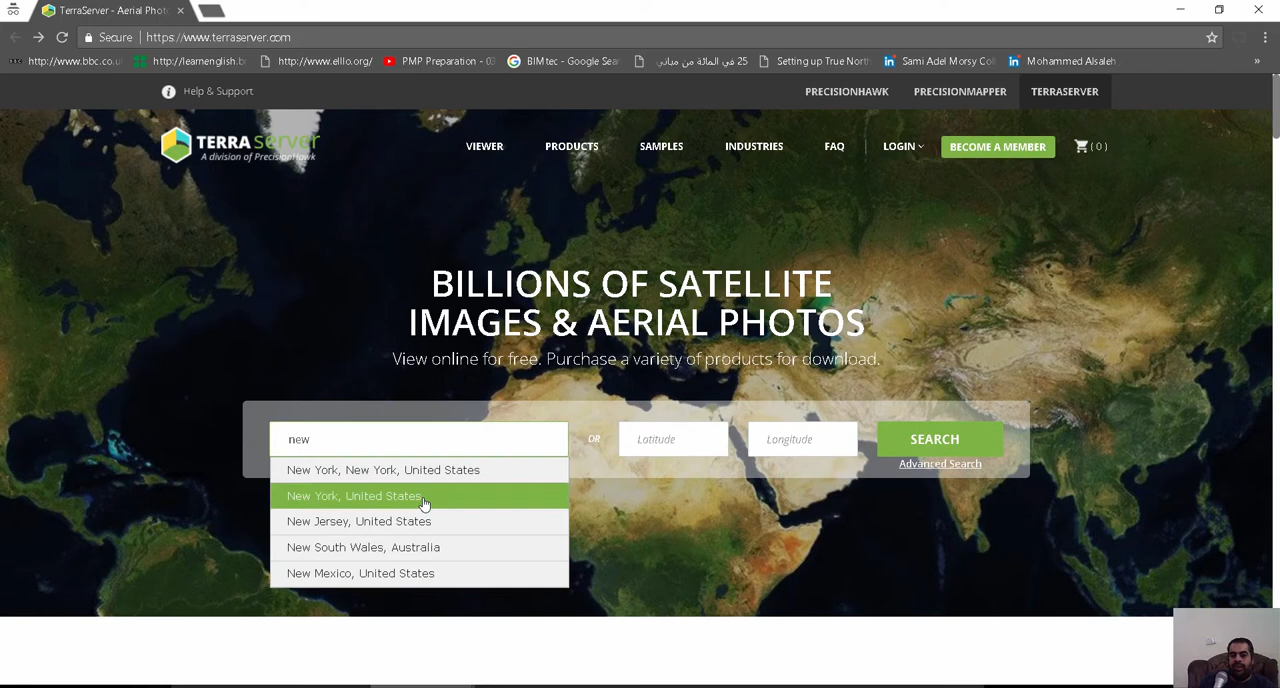 TerraServer - Aerial Phot
Secure https://www.terraserver.com
http://www.bbc.co.u http://learnenglish.b http://www.elllo.org/ PMP Preparation - 03 BIMtec - Google Sea 25 في المائة من مباني Setting up True North Sami Adel Morsy Col Mohammed Alsaleh »
Help & Support PRECISIONHAWK PRECISIONMAPPER TERRASERVER
TERRA server
A division of PrecisionHawk
VIEWER PRODUCTS SAMPLES INDUSTRIES FAQ LOGIN BECOME A MEMBER ( 0 )
BILLIONS OF SATELLITE
IMAGES & AERIAL PHOTOS
View online for free. Purchase a variety of products for download.
new OR Latitude Longitude SEARCH
Advanced Search
New York, New York, United States
New York, United States
New Jersey, United States
New South Wales, Australia
New Mexico, United States